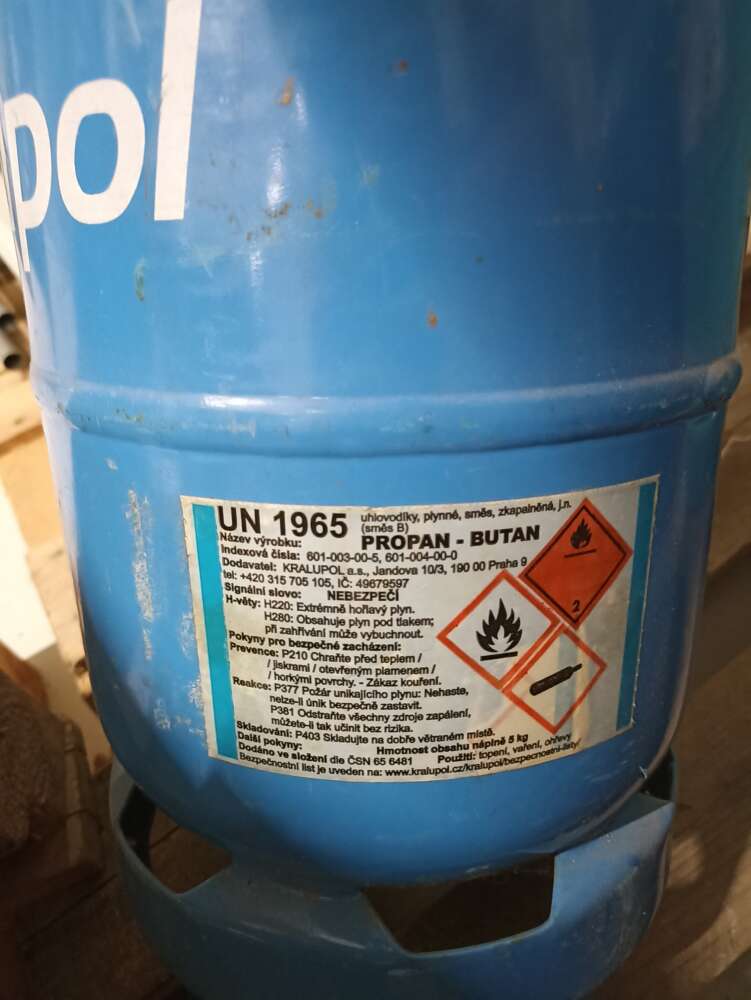 pol
UN 1965 uhlovodíky, plynné, směs, zkapalněná, j.n.
(směs B)
Název výrobku: PROPAN - BUTAN
Indexová čísla: 601-003-00-5, 601-004-00-0
Dodavatel: KRALUPOL a.s., Jandova 10/3, 190 00 Praha 9
tel: +420 315 705 105, IČ: 49679597
Signální slovo: NEBEZPEČÍ
H-věty: H220: Extrémně hořlavý plyn.
H280: Obsahuje plyn pod tlakem;
při zahřívání může vybuchnout.
Pokyny pro bezpečné zacházení:
Prevence: P210 Chraňte před teplem /
/ jiskrami / otevřeným plamenem /
/ horkými povrchy. - Zákaz kouření.
Reakce: P377 Požár unikajícího plynu: Nehaste,
nelze-li únik bezpečně zastavit.
P381 Odstraňte všechny zdroje zapálení,
můžete-li tak učinit bez rizika.
Skladování: P403 Skladujte na dobře větraném místě.
Další pokyny: Hmotnost obsahu náplně 5 kg
Dodáno ve složení dle ČSN 65 6481 Použití: topení, vaření, ohřevy
Bezpečnostní list je uveden na: www.kralupol.cz/kralupol/bezpecnostni-listy/
2